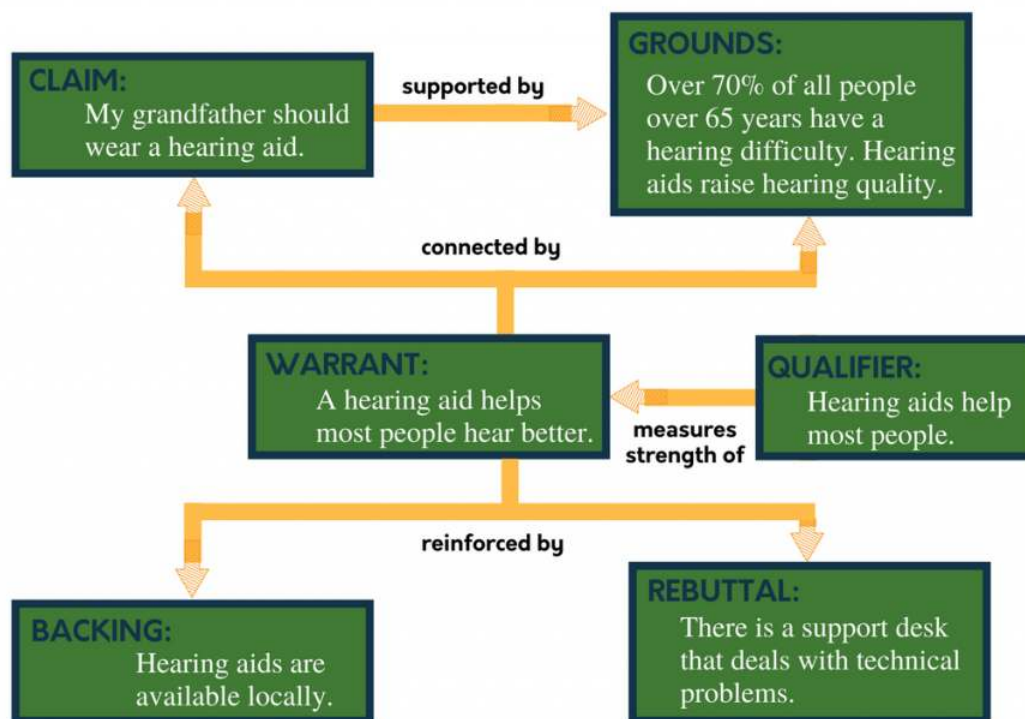 CLAIM:
My grandfather should
wear a hearing aid.
supported by
GROUNDS:
Over 70% of all people
over 65 years have a
hearing difficulty. Hearing
aids raise hearing quality.
connected by
WARRANT:
A hearing aid helps
most people hear better.
QUALIFIER:
Hearing aids help
most people.
measures
strength of
reinforced by
BACKING:
Hearing aids are
available locally.
REBUTTAL:
There is a support desk
that deals with technical
problems.